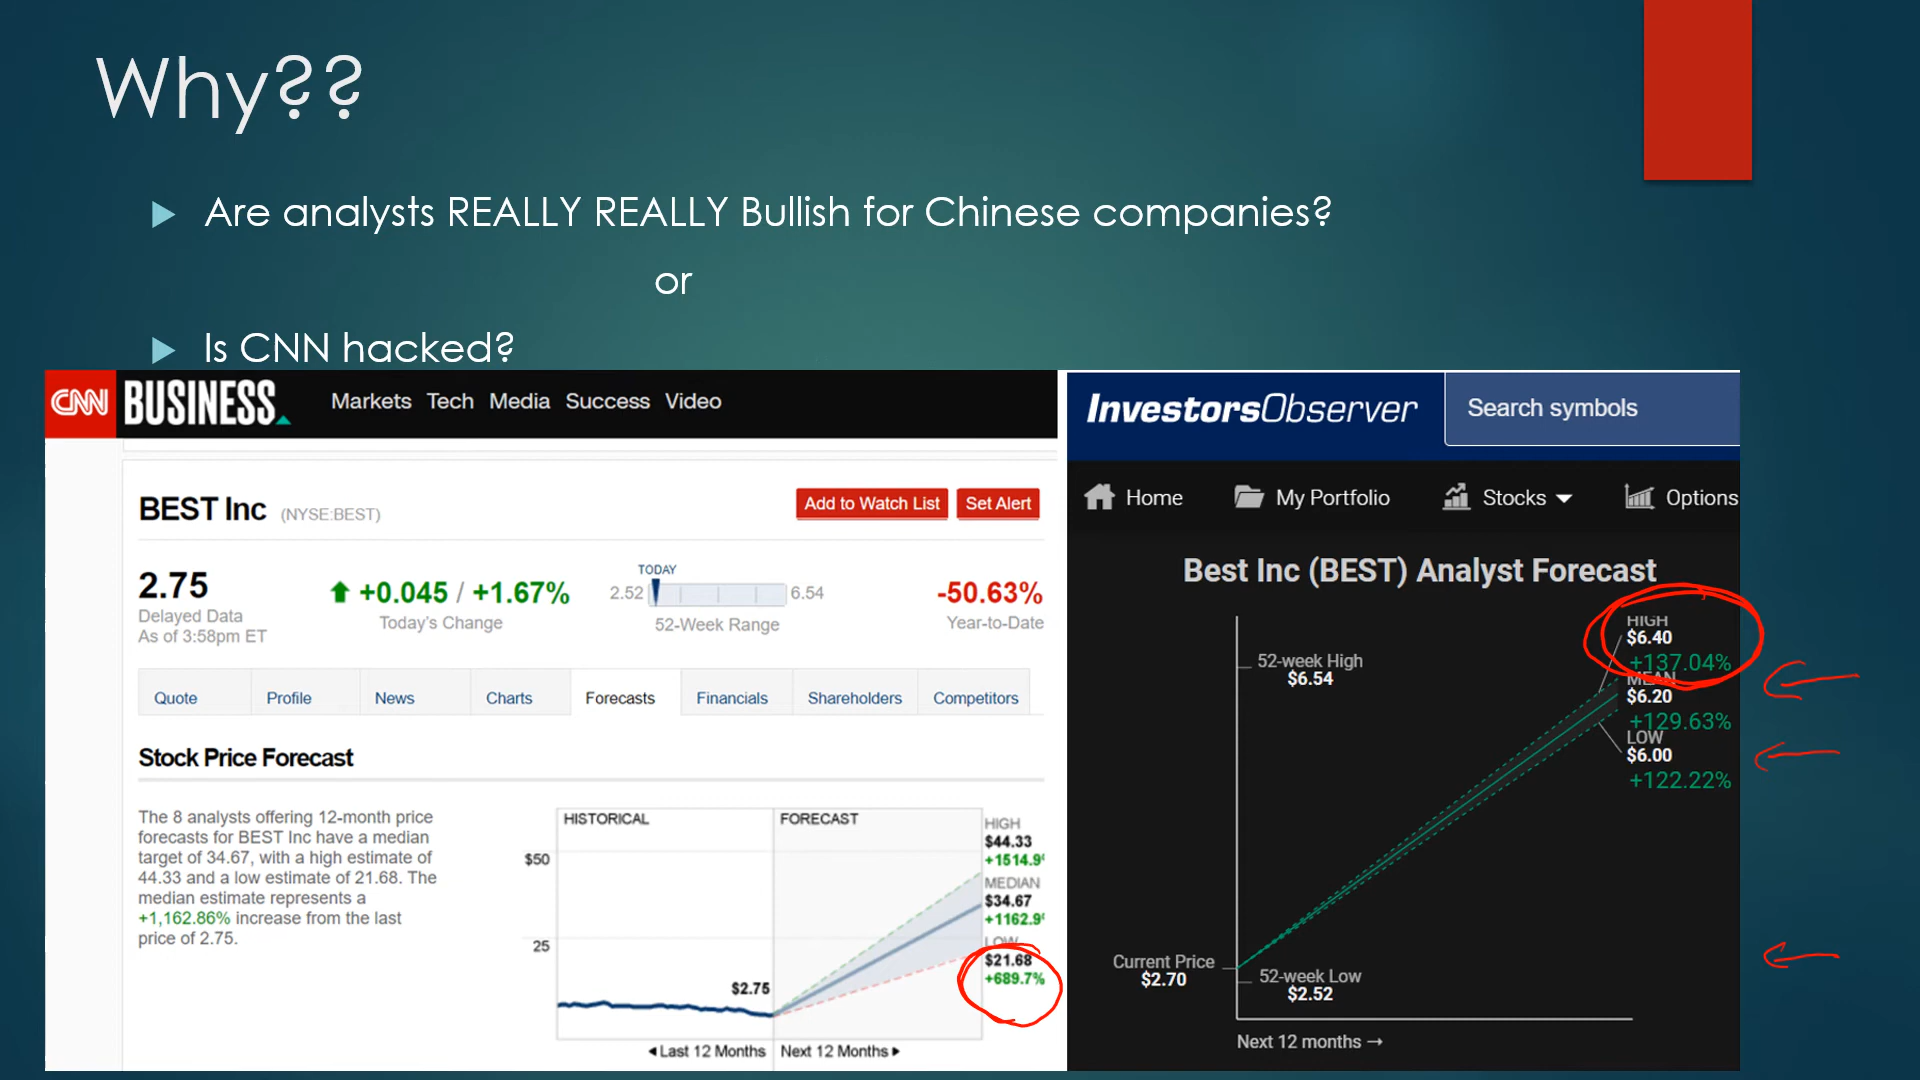 Why??
Are analysts REALLY REALLY Bullish for Chinese companies?
or
Is CNN hacked?
CNN BUSINESS Markets Tech Media Success Video
BEST Inc (NYSE:BEST)
Add to Watch List Set Alert
2.75
Delayed Data
As of 3:58pm ET
+0.045 / +1.67%
Today's Change
TODAY
2.52 6.54
52-Week Range
-50.63%
Year-to-Date
Quote Profile News Charts Forecasts Financials Shareholders Competitors
Stock Price Forecast
The 8 analysts offering 12-month price
forecasts for BEST Inc have a median
target of 34.67, with a high estimate of
44.33 and a low estimate of 21.68. The
median estimate represents a
+1,162.86% increase from the last
price of 2.75.
HISTORICAL FORECAST
$50
25
$2.75
HIGH
$44.33
+1514.9
MEDIAN
$34.67
+1162.9
LOW
$21.68
+689.7%
Last 12 Months Next 12 Months
InvestorsObserver Search symbols
Home My Portfolio Stocks Options
Best Inc (BEST) Analyst Forecast
52-week High
$6.54
HIGH
$6.40
+137.04%
MEAN
$6.20
+129.63%
LOW
$6.00
+122.22%
Current Price
$2.70
52-week Low
$2.52
Next 12 months →